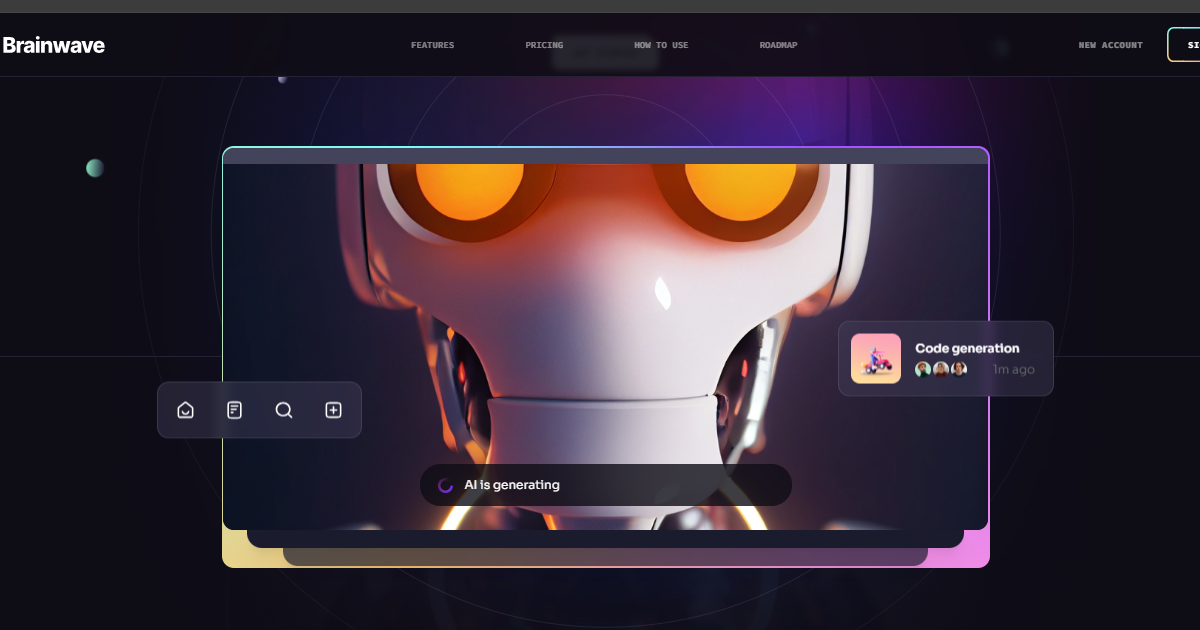 Brainwave
FEATURES PRICING HOW TO USE ROADMAP NEW ACCOUNT SI
Code generation
1m ago
AI is generating